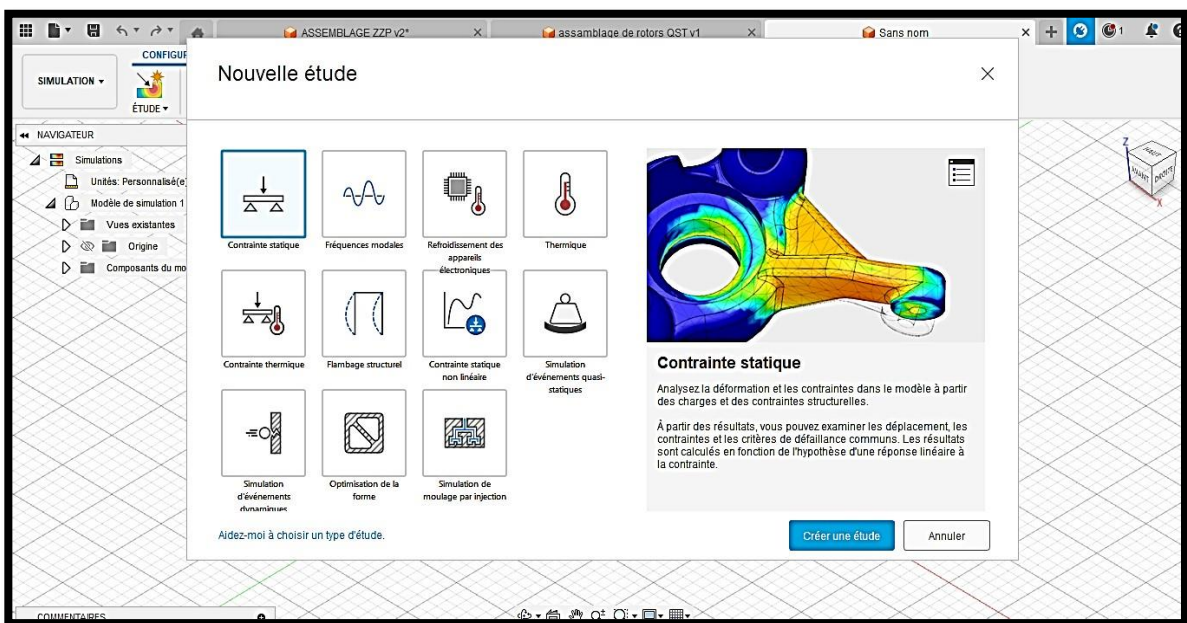 ASSEMBLAGE ZZP v2*
assamblage de rotors QST v1
Sans nom
1
SIMULATION
CONFIGUR
ÉTUDE
NAVIGATEUR
Simulations
Unités: Personnalisé(e)
Modèle de simulation 1
Vues existantes
Origine
Composants du mo
Nouvelle étude
Contrainte statique
Fréquences modales
Refroidissement des
appareils
électroniques
Thermique
Contrainte thermique
Flambage structurel
Contrainte statique
non linéaire
Simulation
d'événements quasi-
statiques
Simulation
d'événements
dynamiques
Optimisation de la
forme
Simulation de
moulage par injection
Contrainte statique
Analysez la déformation et les contraintes dans le modèle à partir
des charges et des contraintes structurelles.
À partir des résultats, vous pouvez examiner les déplacement, les
contraintes et les critères de défaillance communs. Les résultats
sont calculés en fonction de l'hypothèse d'une réponse linéaire à
la contrainte.
Aidez-moi à choisir un type d'étude.
Créer une étude
Annuler
Z
HAUT
AVANT
DROITE
X
COMMENTAIRES